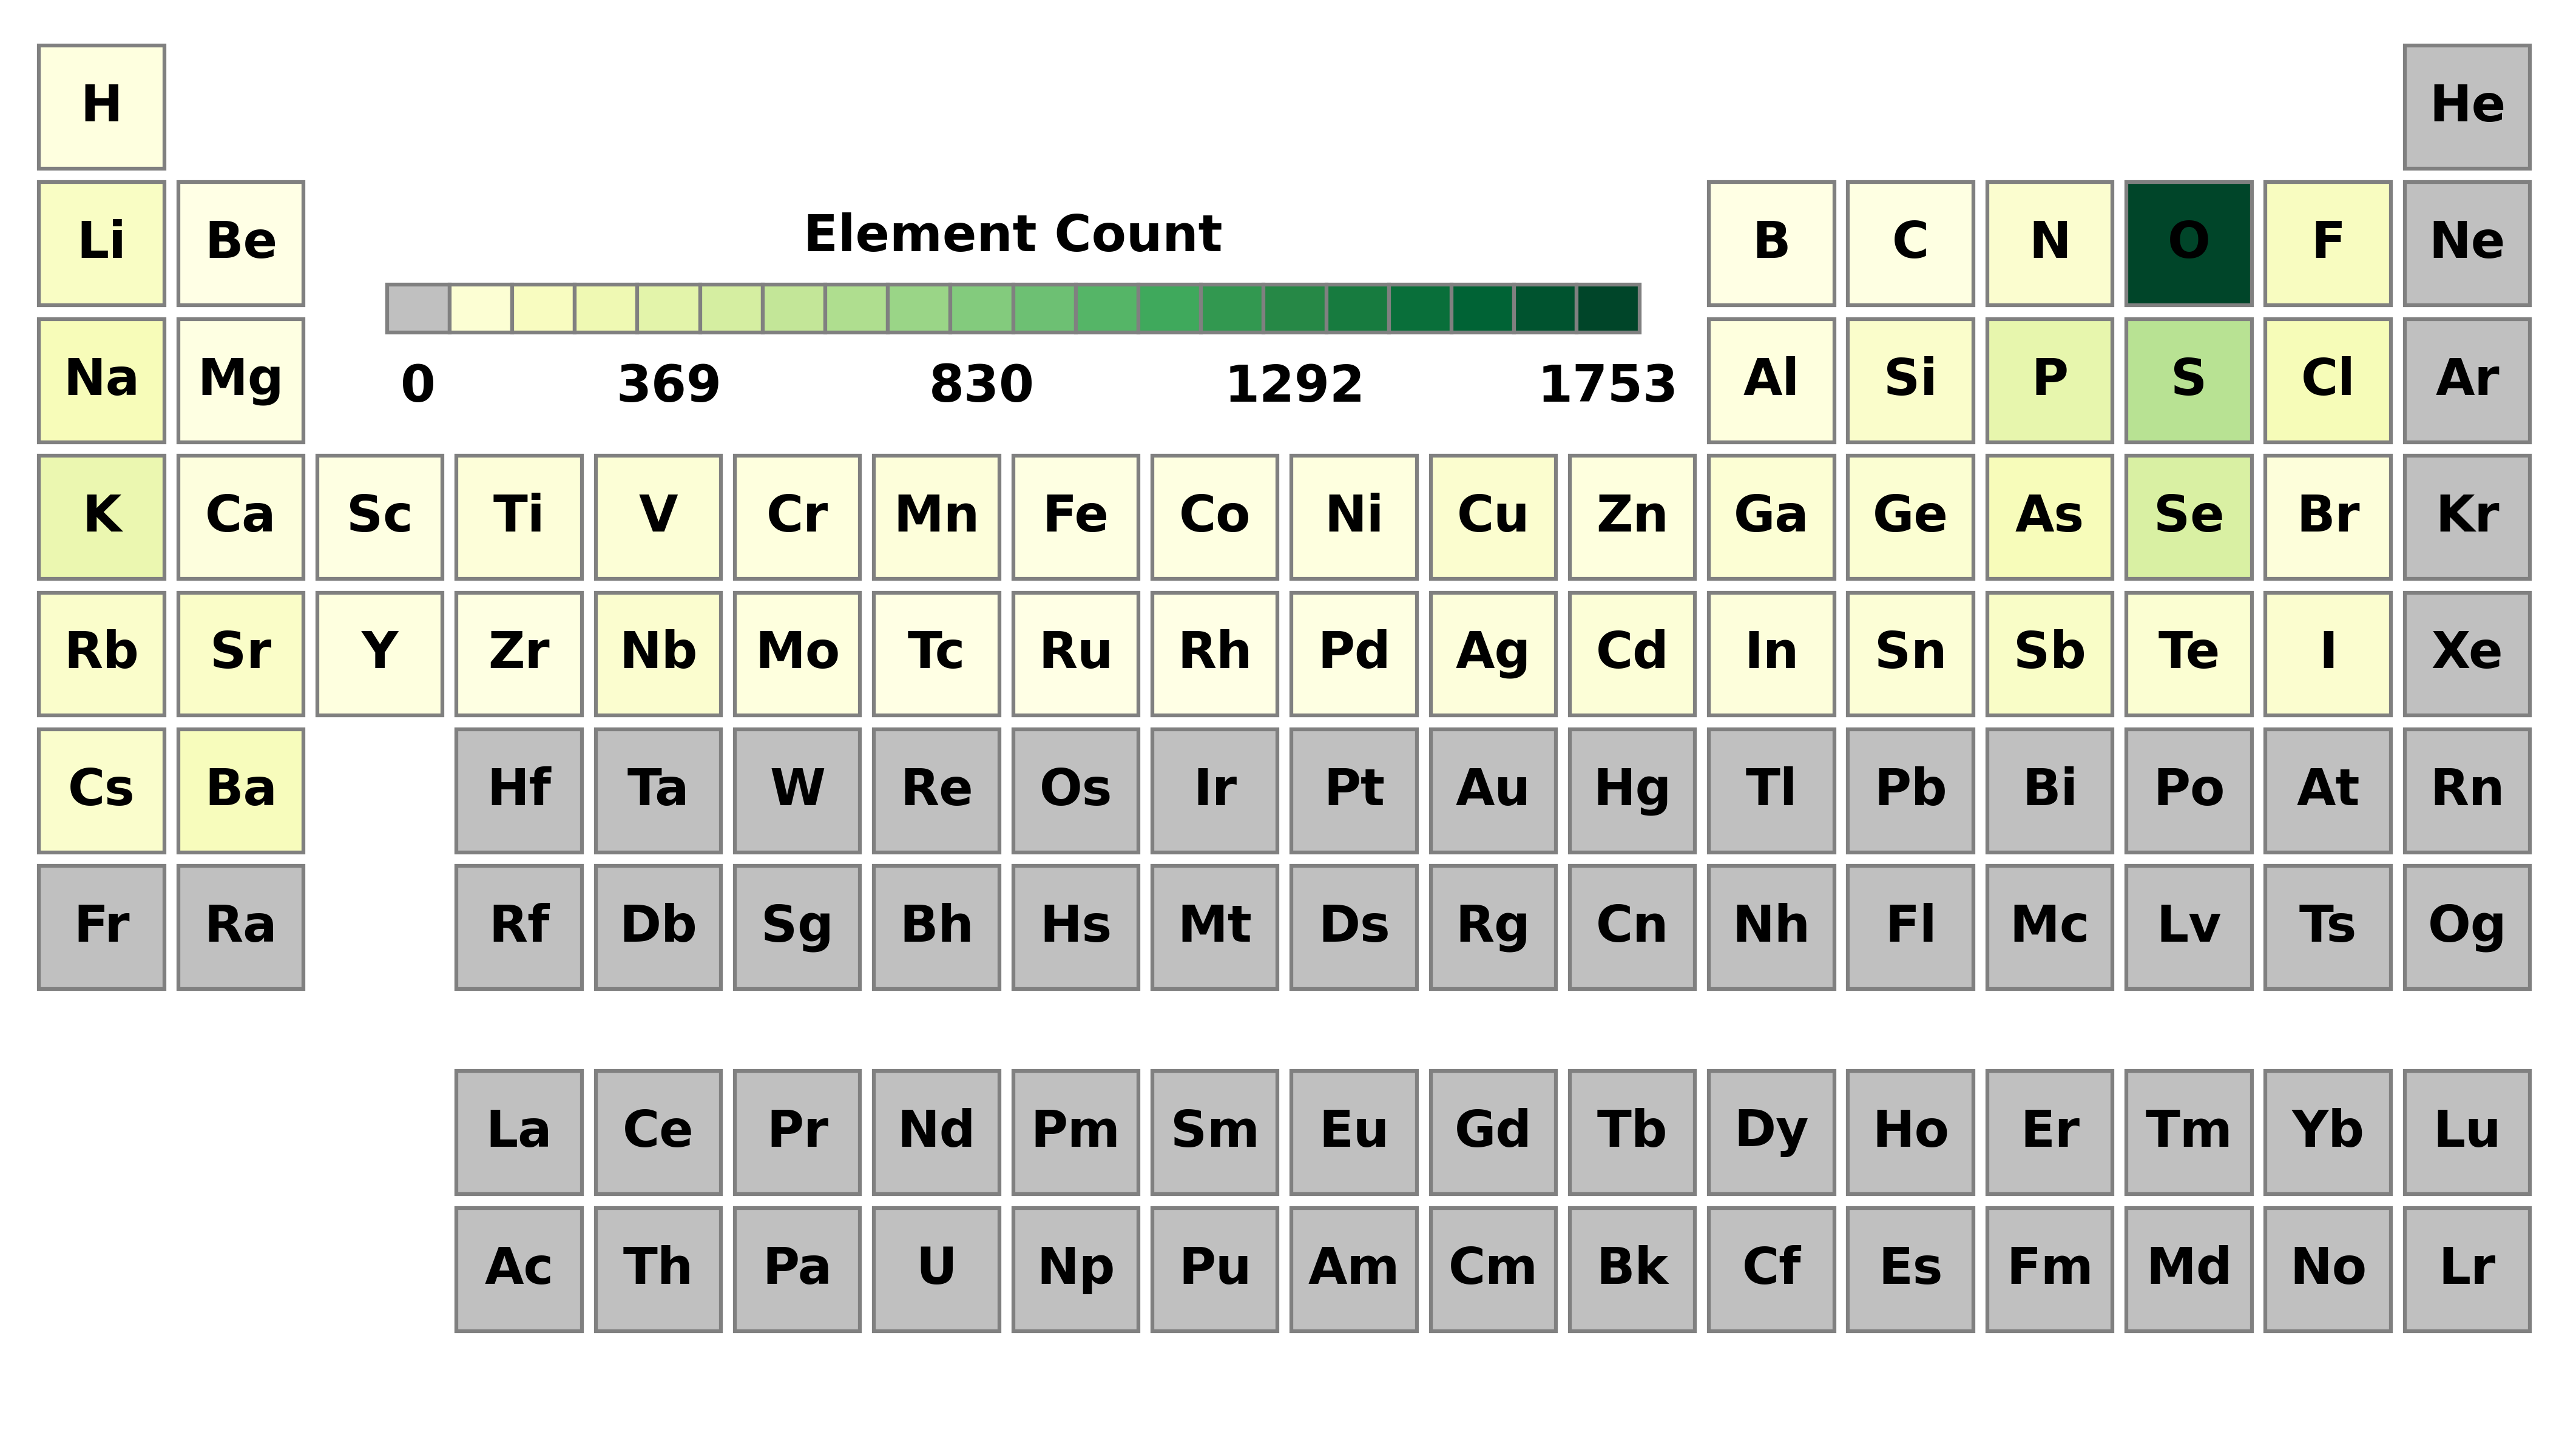 H He
Li Be B C N O F Ne
Element Count
Na Mg Al Si P S Cl Ar
0 369 830 1292 1753
K Ca Sc Ti V Cr Mn Fe Co Ni Cu Zn Ga Ge As Se Br Kr
Rb Sr Y Zr Nb Mo Tc Ru Rh Pd Ag Cd In Sn Sb Te I Xe
Cs Ba Hf Ta W Re Os Ir Pt Au Hg Tl Pb Bi Po At Rn
Fr Ra Rf Db Sg Bh Hs Mt Ds Rg Cn Nh Fl Mc Lv Ts Og
La Ce Pr Nd Pm Sm Eu Gd Tb Dy Ho Er Tm Yb Lu
Ac Th Pa U Np Pu Am Cm Bk Cf Es Fm Md No Lr